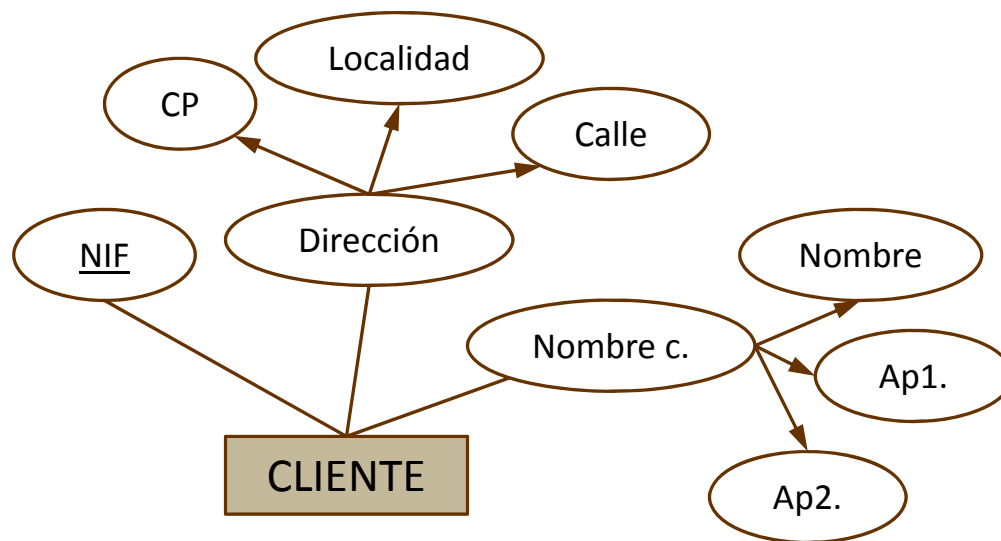 Localidad
CP
Calle
Dirección
NIF
Nombre
Nombre c.
Ap1.
CLIENTE
Ap2.